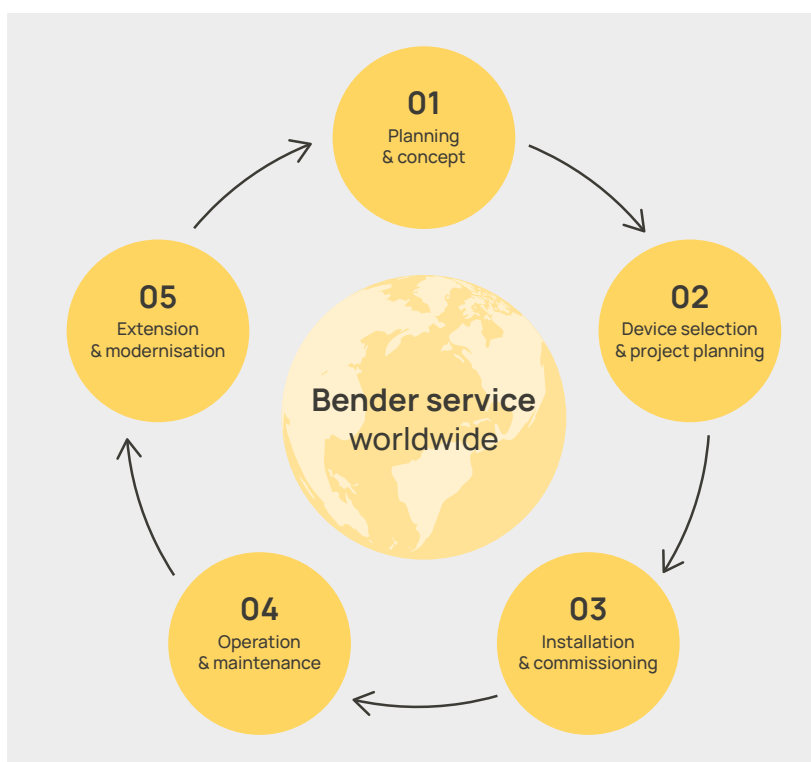 01
Planning
& concept
02
Device selection
& project planning
03
Installation
& commissioning
04
Operation
& maintenance
05
Extension
& modernisation
Bender service
worldwide